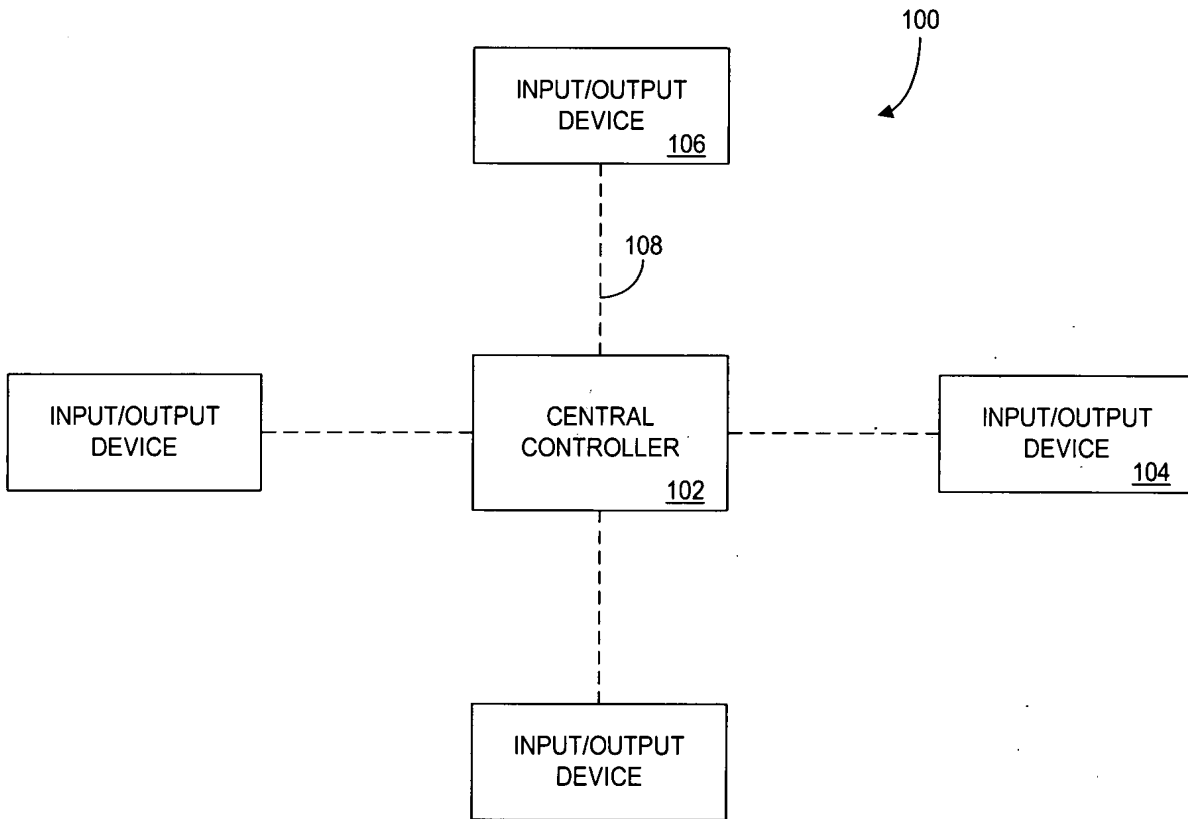 100
INPUT/OUTPUT
DEVICE
106
108
INPUT/OUTPUT
DEVICE
CENTRAL
CONTROLLER
102
INPUT/OUTPUT
DEVICE
104
INPUT/OUTPUT
DEVICE